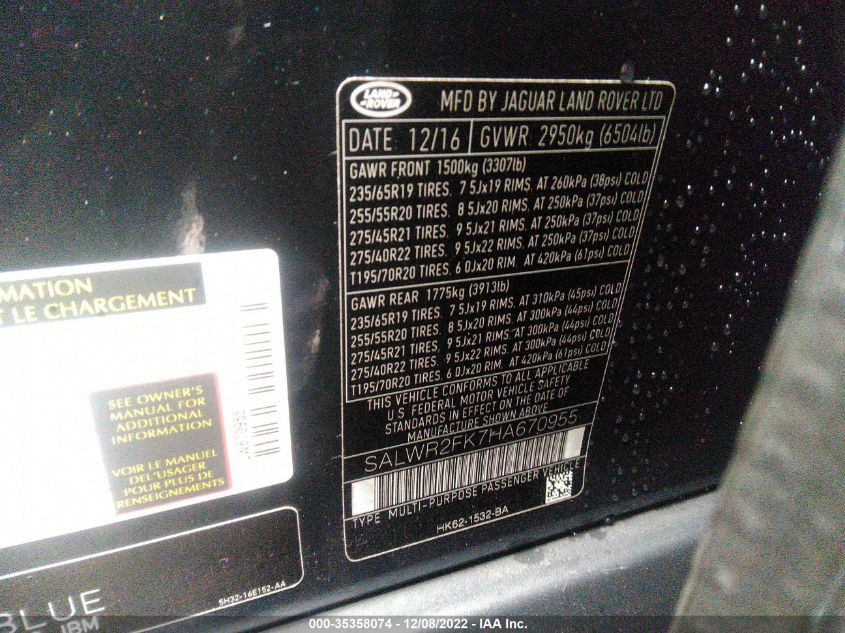 LAND
ROVER
MFD BY JAGUAR LAND ROVER LTD
DATE: 12/16 GVWR 2950kg (6504lb)
GAWR FRONT 1500kg (3307lb)
235/65R19 TIRES. 7 5Jx19 RIMS, AT 260kPa (38psi) COLD
255/55R20 TIRES. 8 5Jx20 RIMS, AT 250kPa (37psi) COLD
275/45R21 TIRES. 9 5Jx21 RIMS, AT 250kPa (37psi) COLD
275/40R22 TIRES. 9 5Jx22 RIMS, AT 250kPa (37psi) COLD
T195/70R20 TIRES, 6 0Jx20 RIM, AT 420kPa (61psi) COLD
GAWR REAR 1775kg (3913lb)
235/65R19 TIRES. 7 5Jx19 RIMS, AT 310kPa (45psi) COLD
255/55R20 TIRES. 8 5Jx20 RIMS, AT 300kPa (44psi) COLD
275/45R21 TIRES, 9 5Jx21 RIMS, AT 300kPa (44psi) COLD
275/40R22 TIRES, 9 5Jx22 RIMS, AT 300kPa (44psi) COLD
T195/70R20 TIRES, 6 0Jx20 RIM, AT 420kPa (61psi) COLD
THIS VEHICLE CONFORMS TO ALL APPLICABLE
U S FEDERAL MOTOR VEHICLE SAFETY
STANDARDS IN EFFECT ON THE DATE OF
MANUFACTURE SHOWN ABOVE
SALWR2FK7HA670955
TYPE MULTI-PURPOSE PASSENGER VEHICLE
HK62-1532-BA
RMATION
T LE CHARGEMENT
SEE OWNER'S
MANUAL FOR
ADDITIONAL
INFORMATION
VOIR LE MANUEL
DEL'USAGER
POUR PLUS DE
RENSEIGNEMENTS
LW670955
BLUE
JBM
5H32-16E152-AA
000-35358074 - 12/08/2022 - IAA Inc.